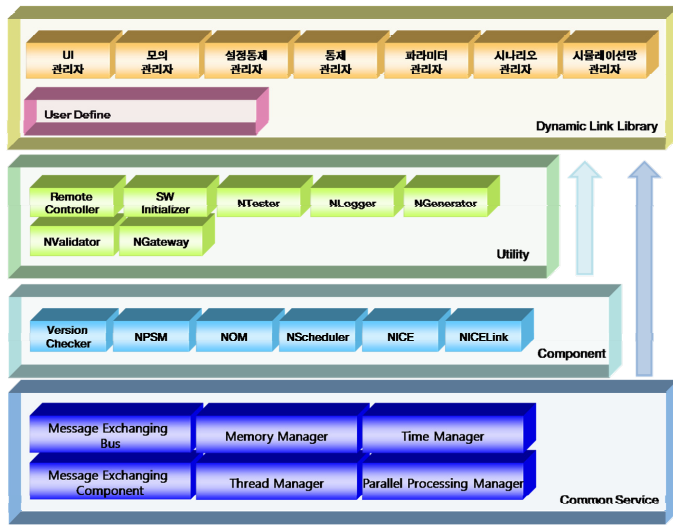 UI
관리자
모의
관리자
설정통제
관리자
통제
관리자
파라미터
관리자
시나리오
관리자
시뮬레이션망
관리자
User Define
Dynamic Link Library
Remote
Controller
SW
Initializer
NTester
NLogger
NGenerator
NValidator
NGateway
Utility
Version
Checker
NPSM
NOM
NScheduler
NICE
NICELink
Component
Message Exchanging
Bus
Memory Manager
Time Manager
Message Exchanging
Component
Thread Manager
Parallel Processing Manager
Common Service